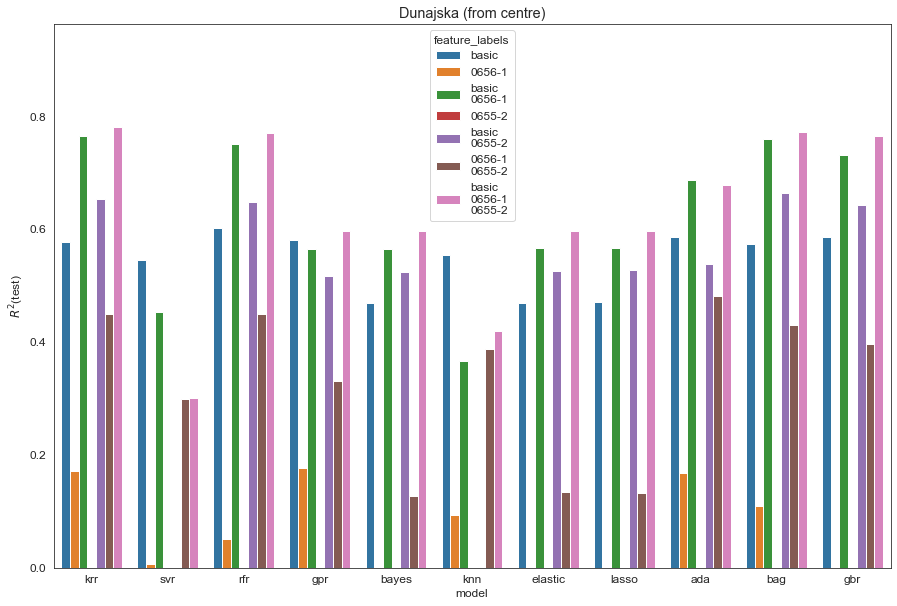 Dunajska (from centre)
feature_labels
basic
0656-1
basic
0656-1
0655-2
basic
0655-2
0656-1
0655-2
basic
0656-1
0655-2
0.8
0.6
0.4
0.2
0.0
R²(test)
krr svr rfr gpr bayes knn elastic lasso ada bag gbr
model